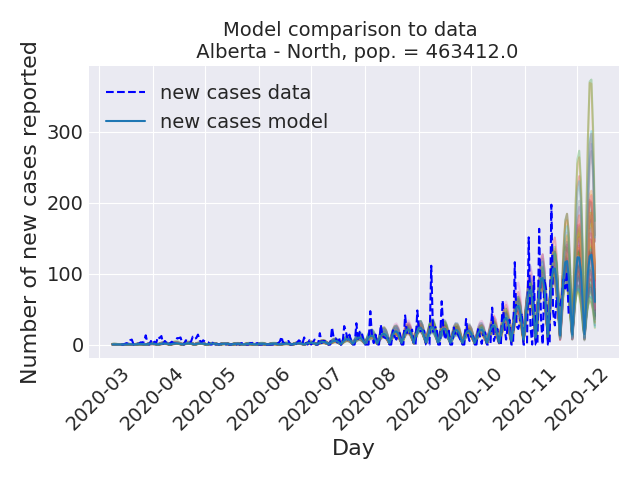 Model comparison to data
Alberta - North, pop. = 463412.0
Number of new cases reported
new cases data
new cases model
300
200
100
0
2020-03
2020-04
2020-05
2020-06
2020-07
2020-08
2020-09
2020-10
2020-11
2020-12
Day